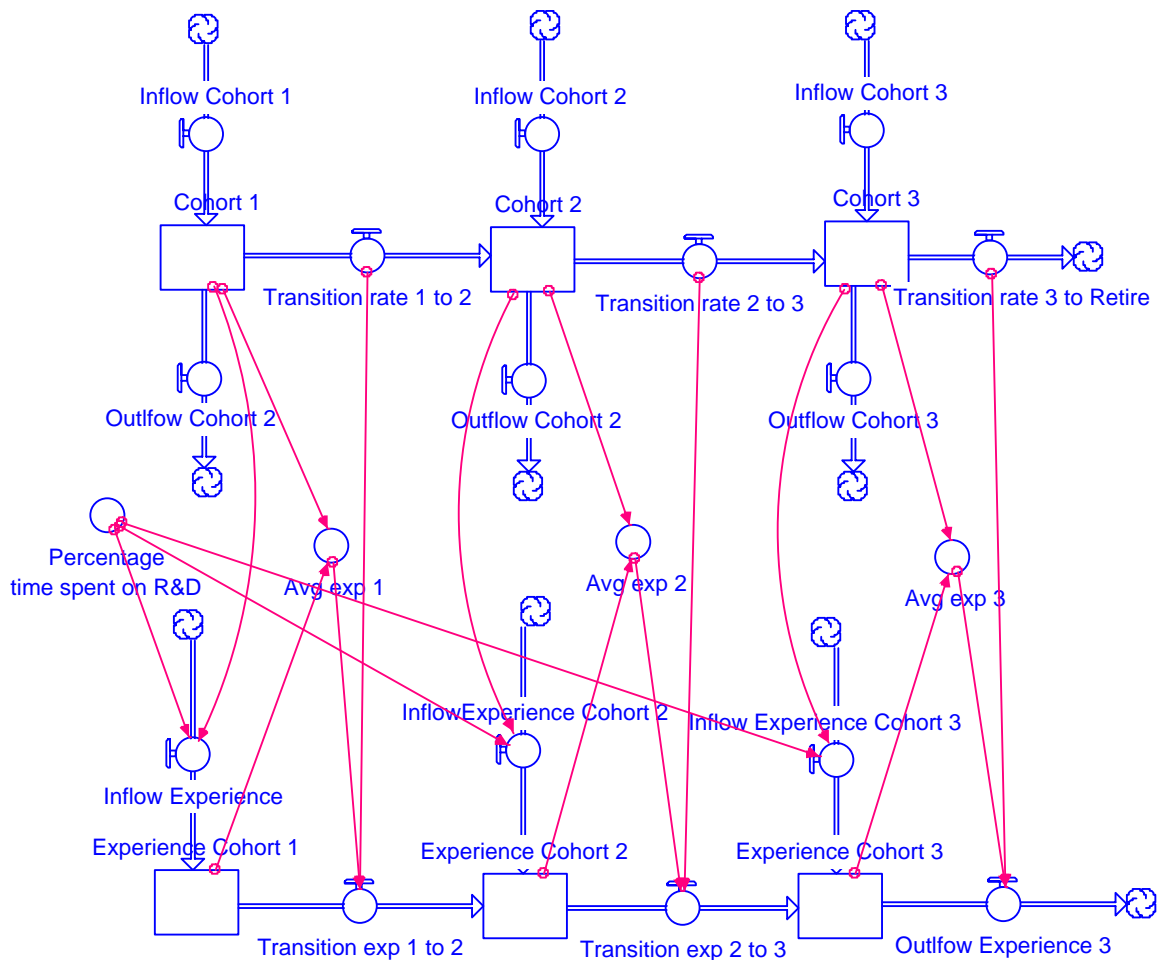 Inflow Cohort 1
Inflow Cohort 2
Inflow Cohort 3
Cohort 1
Cohort 2
Cohort 3
Transition rate 1 to 2
Transition rate 2 to 3
Transition rate 3 to Retire
Outlfow Cohort 2
Outflow Cohort 2
Outflow Cohort 3
Percentage
time spent on R&D
Avg exp 1
Avg exp 2
Avg exp 3
InflowExperience Cohort 2
Inflow Experience Cohort 3
Inflow Experience
Experience Cohort 1
Experience Cohort 2
Experience Cohort 3
Transition exp 1 to 2
Transition exp 2 to 3
Outlfow Experience 3